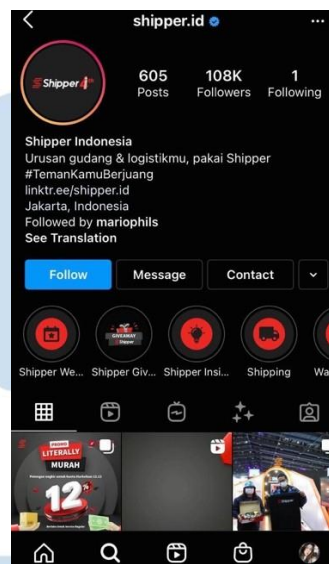 shipper.id
Shipper
605
Posts
108K
Followers
1
Following
Shipper Indonesia
Urusan gudang & logistikmu, pakai Shipper
#TemanKamuBerjuang
linktr.ee/shipper.id
Jakarta, Indonesia
Followed by mariophils
See Translation
Follow
Message
Contact
GIVEAWAY
Shipper We...
Shipper Giv...
Shipper Insi...
Shipping
Wa
PROMO
LITERALLY
MURAH
12%